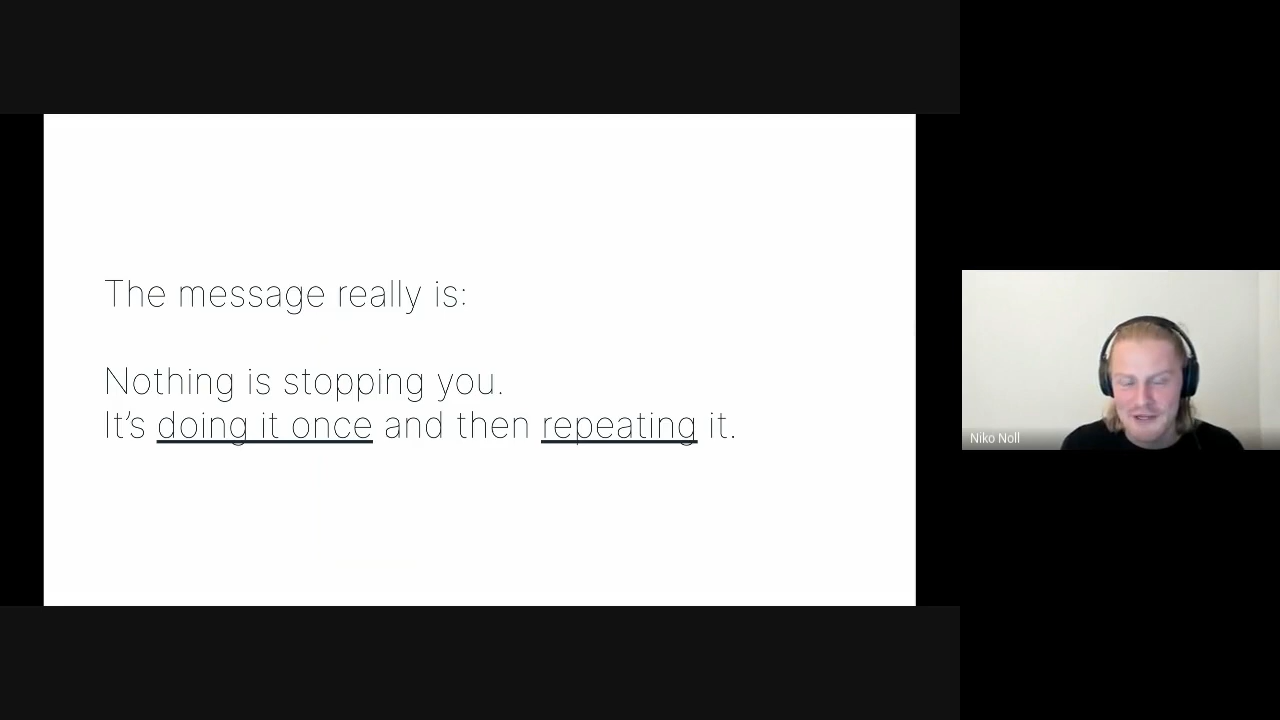 The message really is:
Nothing is stopping you.
It’s doing it once and then repeating it.
Niko Noll